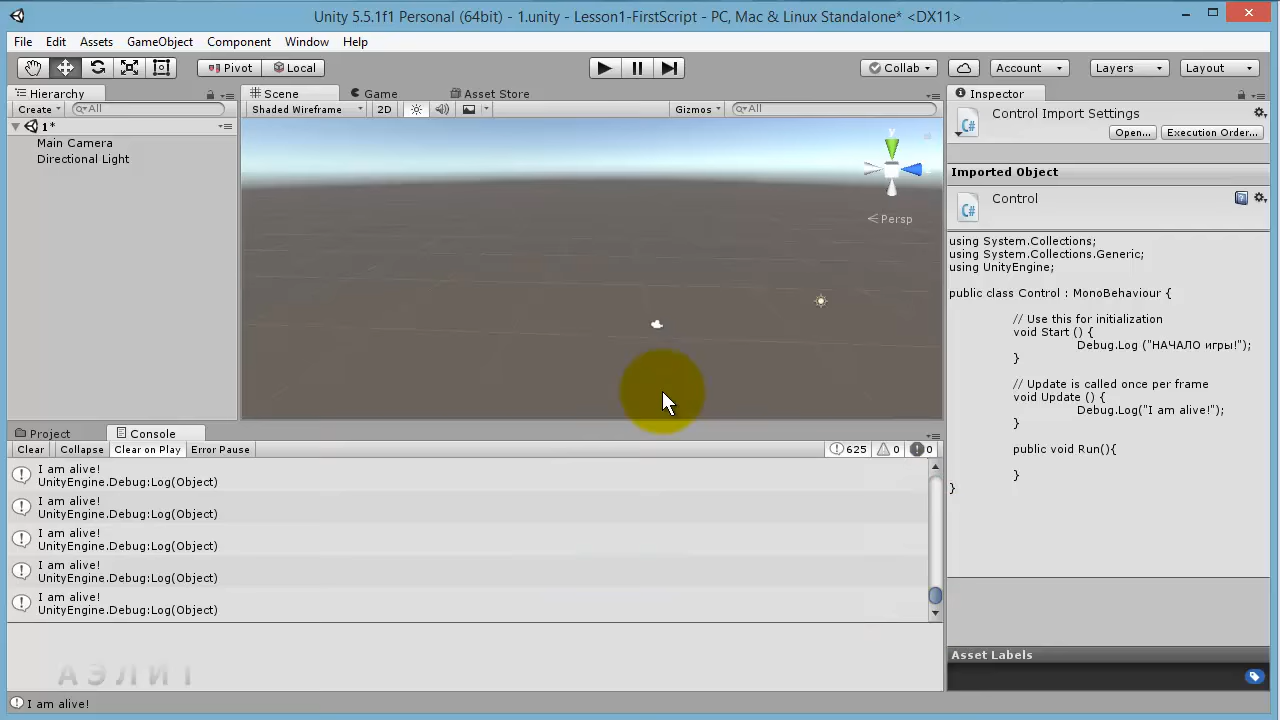 Unity 5.5.1f1 Personal (64bit) - 1.unity - Lesson1-FirstScript - PC, Mac & Linux Standalone* <DX11>
File Edit Assets GameObject Component Window Help
Pivot Local Collab Account Layers Layout
Hierarchy
Create All
1*
Main Camera
Directional Light
Scene Game Asset Store
Shaded Wireframe 2D Gizmos All
y
Persp
Project Console
Clear Collapse Clear on Play Error Pause 625 0 0
I am alive!
UnityEngine.Debug:Log(Object)
I am alive!
UnityEngine.Debug:Log(Object)
I am alive!
UnityEngine.Debug:Log(Object)
I am alive!
UnityEngine.Debug:Log(Object)
I am alive!
UnityEngine.Debug:Log(Object)
АЭЛИТ
I am alive!
Inspector
C# Control Import Settings
Open... Execution Order...
Imported Object
C# Control
using System.Collections;
using System.Collections.Generic;
using UnityEngine;
public class Control : MonoBehaviour {
// Use this for initialization
void Start () {
Debug.Log ("НАЧАЛО игры!");
}
// Update is called once per frame
void Update () {
Debug.Log("I am alive!");
}
public void Run(){
}
}
Asset Labels